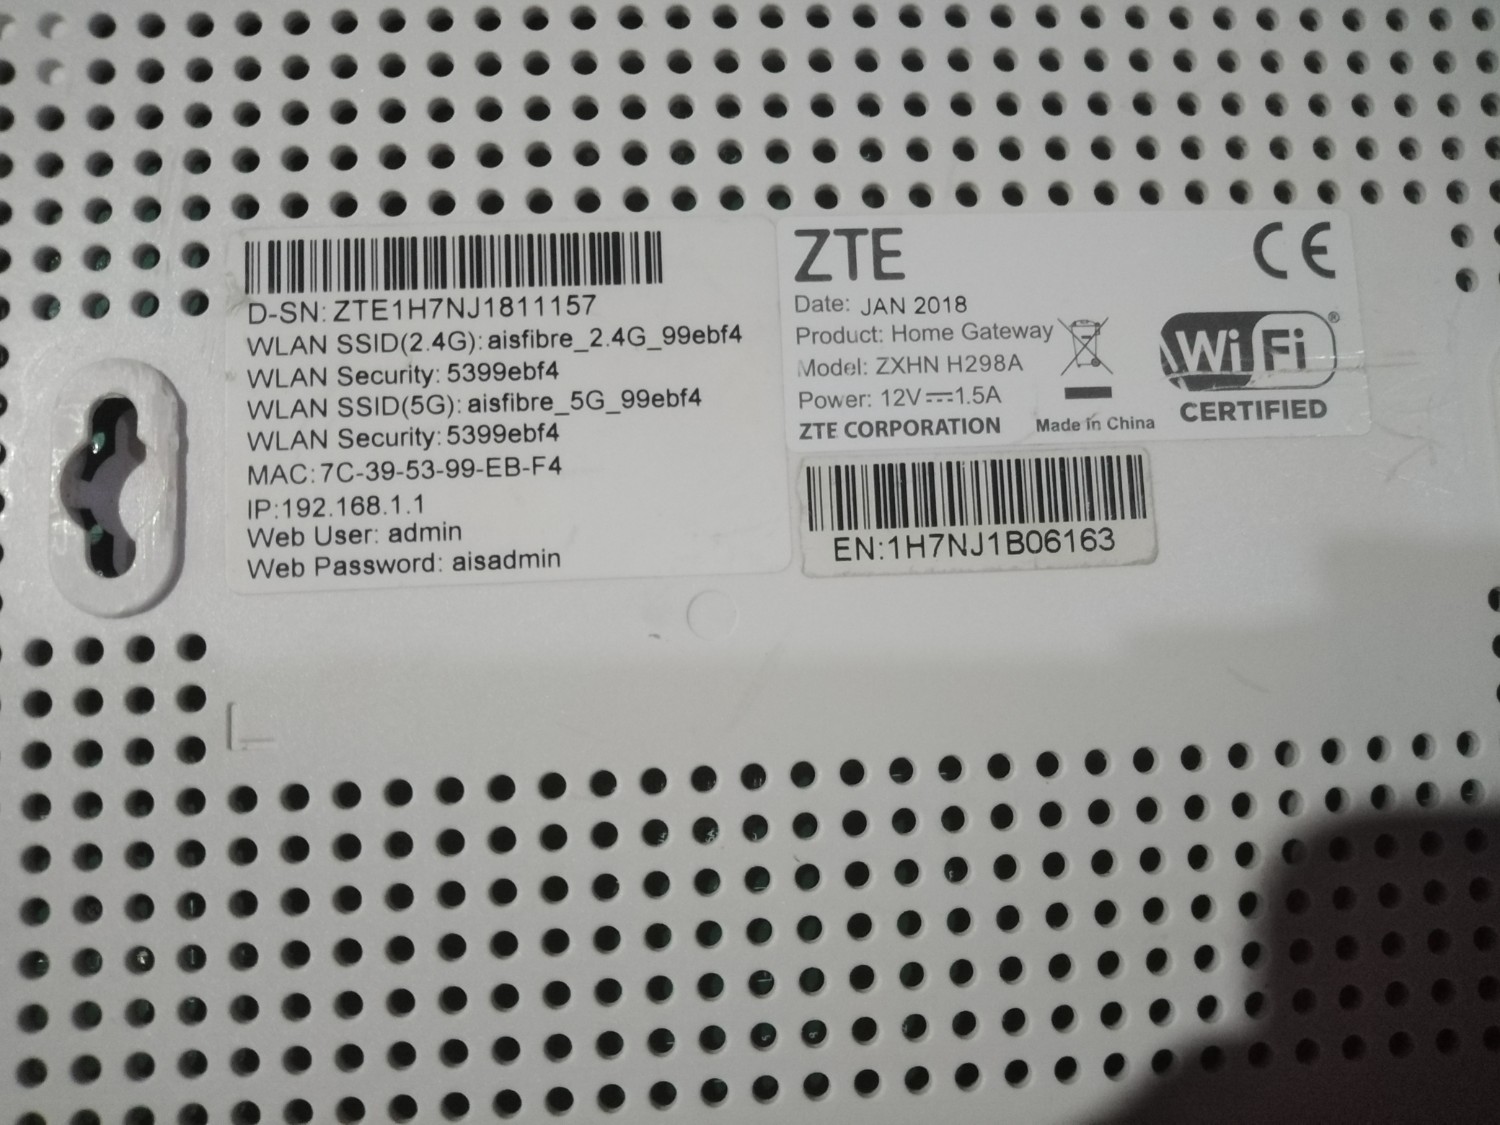 D-SN: ZTE1H7NJ1811157
WLAN SSID(2.4G): aisfibre_2.4G_99ebf4
WLAN Security: 5399ebf4
WLAN SSID(5G): aisfibre_5G_99ebf4
WLAN Security: 5399ebf4
MAC: 7C-39-53-99-EB-F4
IP:192.168.1.1
Web User: admin
Web Password: aisadmin
ZTE
CE
Date: JAN 2018
Product: Home Gateway
Model: ZXHN H298A
Power: 12V⎓1.5A
ZTE CORPORATION
Made in China
Wi Fi®
CERTIFIED
EN:1H7NJ1B06163